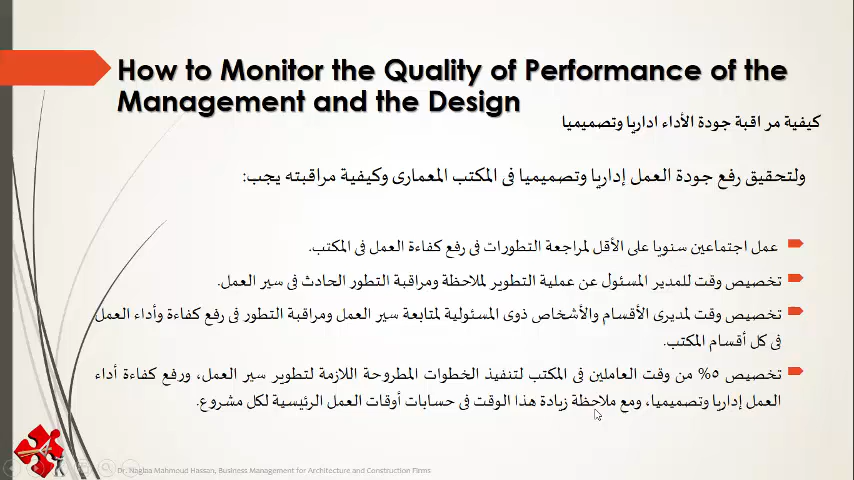 How to Monitor the Quality of Performance of the
Management and the Design
كيفية مراقبة جودة الأداء اداريا وتصميميا
ولتحقيق رفع جودة العمل إداريا وتصميميا فى المكتب المعمارى وكيفية مراقبته يجب:
عمل اجتماعين سنويا على الأقل لمراجعة التطورات فى رفع كفاءة العمل فى المكتب.
تخصيص وقت للمدير المسئول عن عملية التطوير لملاحظة ومراقبة التطور الحادث فى سير العمل.
تخصيص وقت لمديرى الأقسام والأشخاص ذوى المسئولية لمتابعة سير العمل ومراقبة التطور فى رفع كفاءة وأداء العمل
فى كل أقسام المكتب.
تخصيص ٥% من وقت العاملين فى المكتب لتنفيذ الخطوات المطروحة اللازمة لتطوير سير العمل، ورفع كفاءة أداء
العمل إداريا وتصميميا، ومع ملاحظة زيادة هذا الوقت فى حسابات أوقات العمل الرئيسية لكل مشروع.
Dr. Naglaa Mahmoud Hassan, Business Management for Architecture and Construction Firms